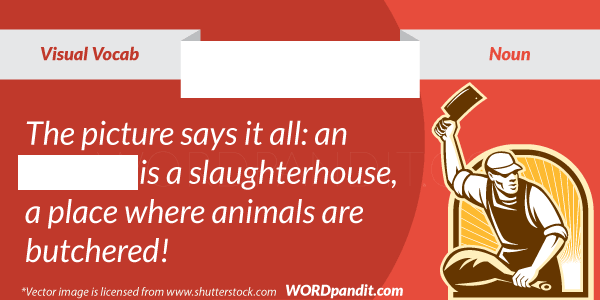 Visual Vocab
Noun
The picture says it all: an
is a slaughterhouse,
a place where animals are
butchered!
*Vector image is licensed from www.shutterstock.com WORDpandit.com